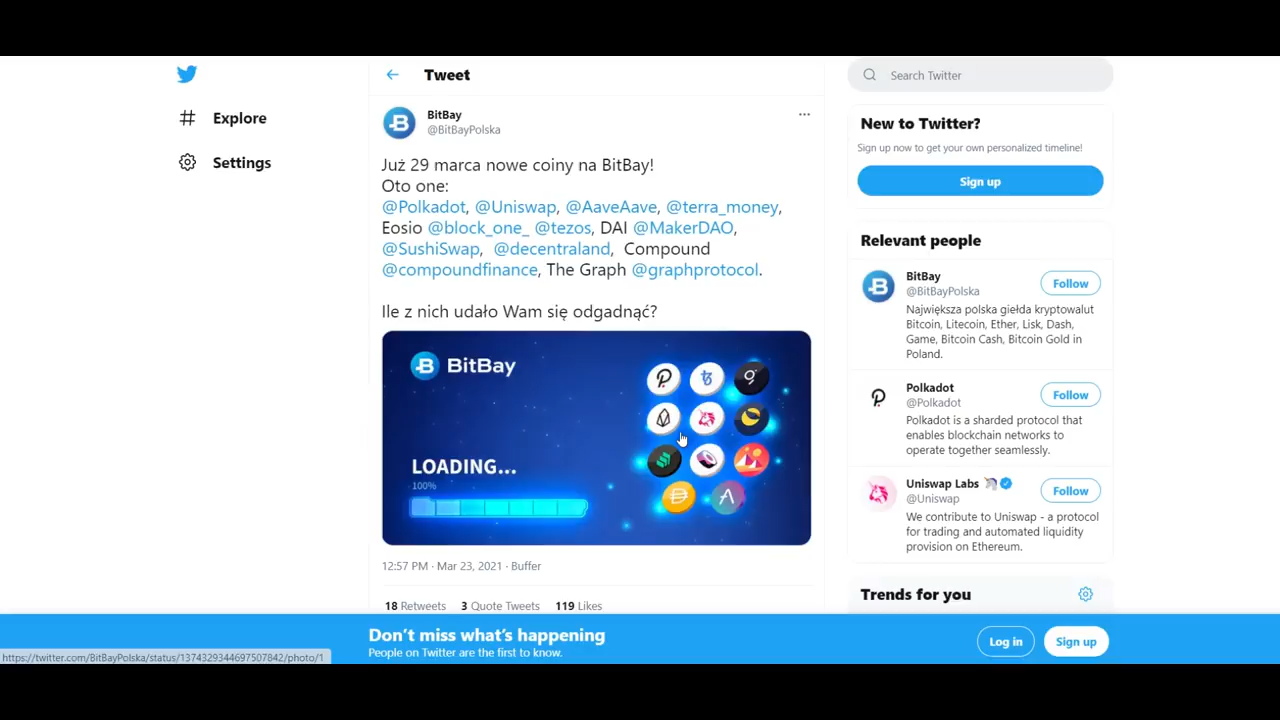 Tweet
Search Twitter
Explore
Settings
BitBay
@BitBayPolska
Już 29 marca nowe coiny na BitBay!
Oto one:
@Polkadot, @Uniswap, @AaveAave, @terra_money,
Eosio @block_one_ @tezos, DAI @MakerDAO,
@SushiSwap, @decentraland, Compound
@compoundfinance, The Graph @graphprotocol.
Ile z nich udało Wam się odgadnąć?
BitBay
LOADING...
100%
12:57 PM · Mar 23, 2021 · Buffer
18 Retweets 3 Quote Tweets 119 Likes
New to Twitter?
Sign up now to get your own personalized timeline!
Sign up
Relevant people
BitBay
@BitBayPolska
Follow
Największa polska giełda kryptowalut
Bitcoin, Litecoin, Ether, Lisk, Dash,
Game, Bitcoin Cash, Bitcoin Gold in
Poland.
Polkadot
@Polkadot
Follow
Polkadot is a sharded protocol that
enables blockchain networks to
operate together seamlessly.
Uniswap Labs
@Uniswap
Follow
We contribute to Uniswap - a protocol
for trading and automated liquidity
provision on Ethereum.
Trends for you
Don't miss what's happening
People on Twitter are the first to know.
Log in
Sign up
https://twitter.com/BitBayPolska/status/1374329344697507842/photo/1